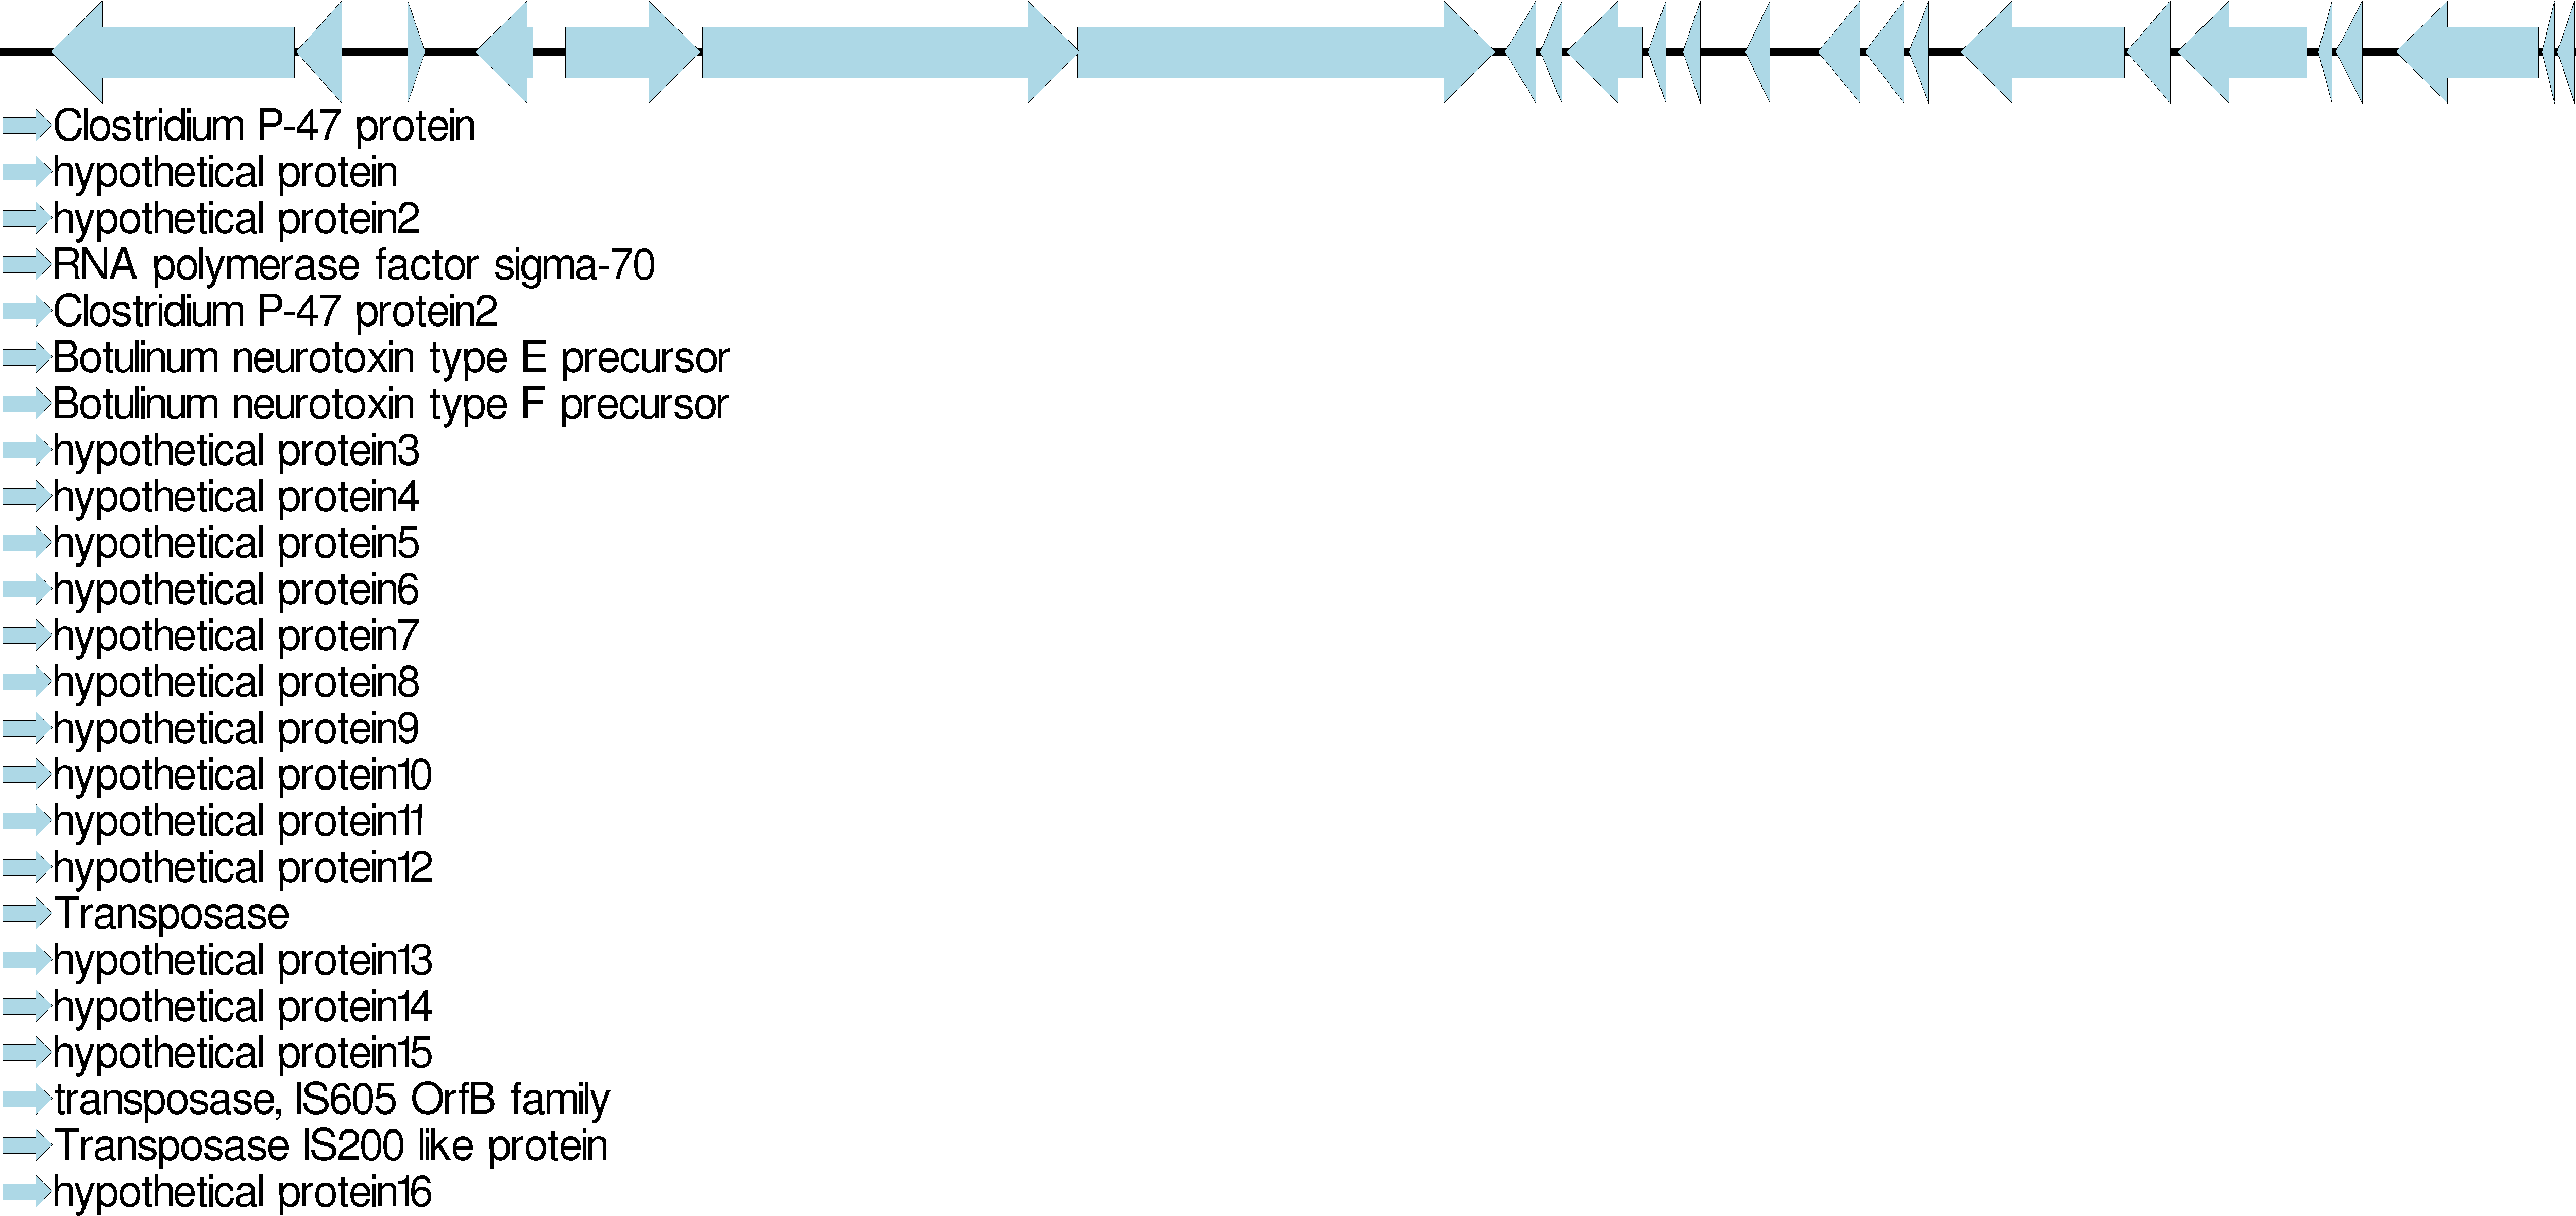 Clostridium P-47 protein
hypothetical protein
hypothetical protein2
RNA polymerase factor sigma-70
Clostridium P-47 protein2
Botulinum neurotoxin type E precursor
Botulinum neurotoxin type F precursor
hypothetical protein3
hypothetical protein4
hypothetical protein5
hypothetical protein6
hypothetical protein7
hypothetical protein8
hypothetical protein9
hypothetical protein10
hypothetical protein11
hypothetical protein12
Transposase
hypothetical protein13
hypothetical protein14
hypothetical protein15
transposase, IS605 OrfB family
Transposase IS200 like protein
hypothetical protein16